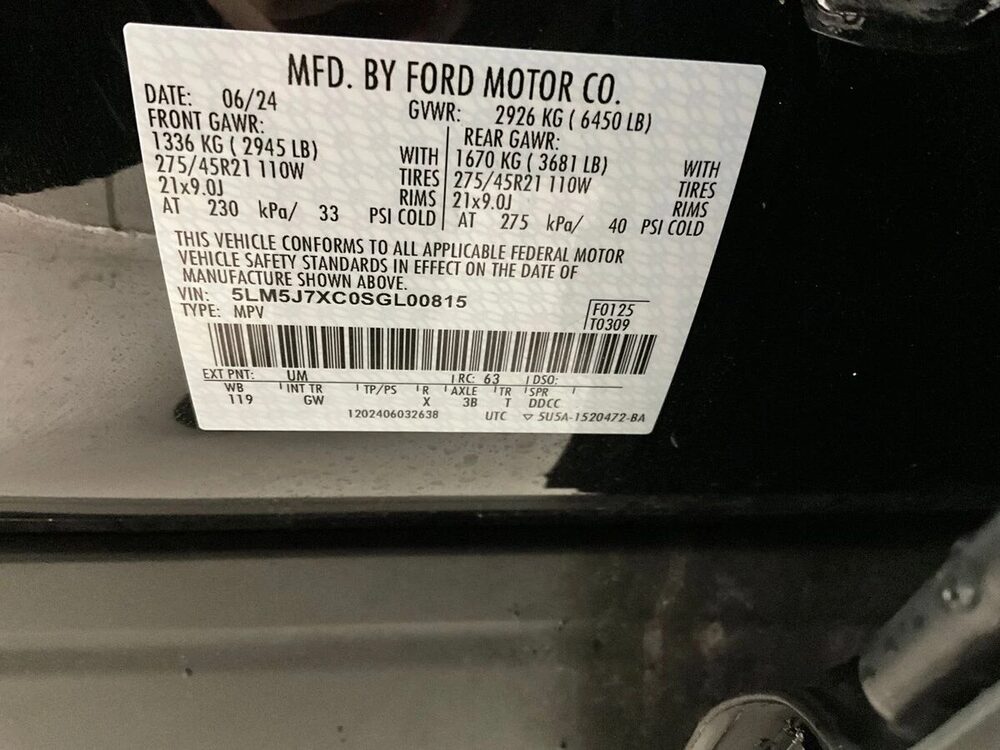 MFD. BY FORD MOTOR CO.
DATE: 06/24 GVWR: 2926 KG ( 6450 LB)
FRONT GAWR: REAR GAWR:
1336 KG ( 2945 LB) WITH 1670 KG ( 3681 LB) WITH
275/45R21 110W TIRES 275/45R21 110W TIRES
21x9.0J RIMS 21x9.0J RIMS
AT 230 kPa/ 33 PSI COLD AT 275 kPa/ 40 PSI COLD
THIS VEHICLE CONFORMS TO ALL APPLICABLE FEDERAL MOTOR
VEHICLE SAFETY STANDARDS IN EFFECT ON THE DATE OF
MANUFACTURE SHOWN ABOVE.
VIN: 5LM5J7XC0SGL00815 F0125
TYPE: MPV T0309
EXT PNT: UM RC: 63 DSO:
WB INT TR TP/PS R AXLE TR SPR
119 GW X 3B T DDCC
1202406032638 UTC ▽ 5U5A-1520472-BA